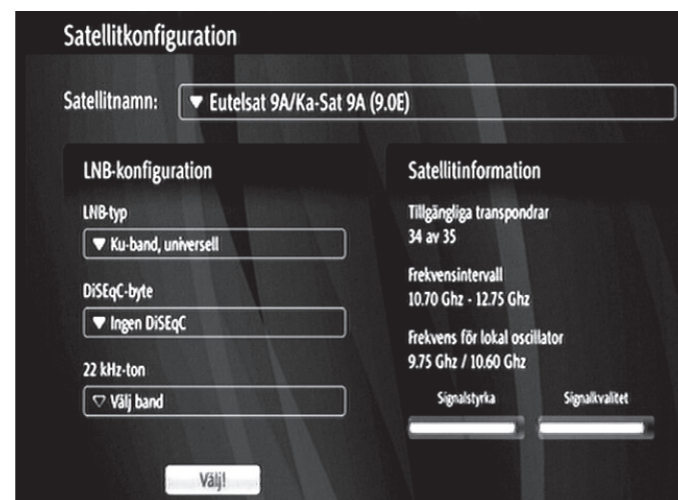 Satellitkonfiguration
Satellitnamn: Eutelsat 9A/Ka-Sat 9A (9.0E)
LNB-konfiguration
LNB-typ
Ku-band, universell
DiSEqC-byte
Ingen DiSEqC
22 kHz-ton
Välj band
Välj!
Satellitinformation
Tillgängliga transpondrar
34 av 35
Frekvensintervall
10.70 Ghz - 12.75 Ghz
Frekvens för lokal oscillator
9.75 Ghz / 10.60 Ghz
Signalstyrka Signalkvalitet